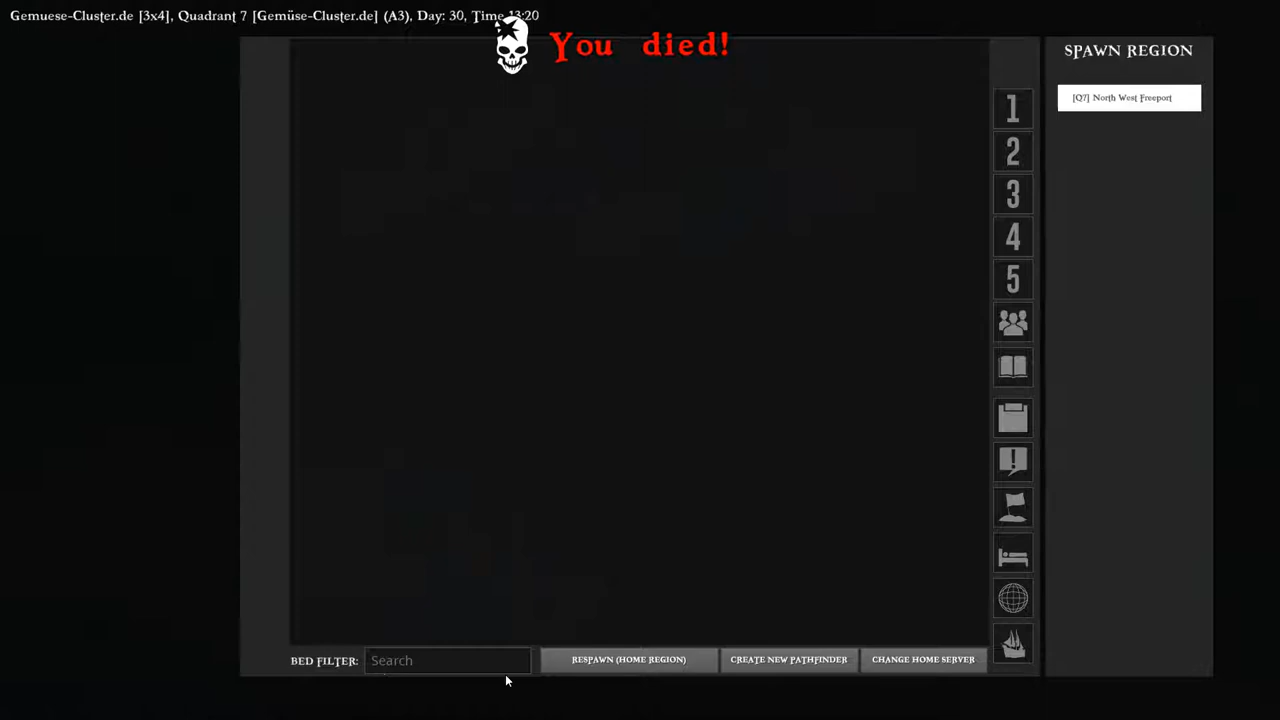 Gemuese-Cluster.de [3x4], Quadrant 7 [Gemüse-Cluster.de] (A3), Day: 30, Time 13:20
You died!
SPAWN REGION
[Q7] North West Freeport
1
2
3
4
5
!
BED FILTER: Search RESPAWN (HOME REGION) CREATE NEW PATHFINDER CHANGE HOME SERVER